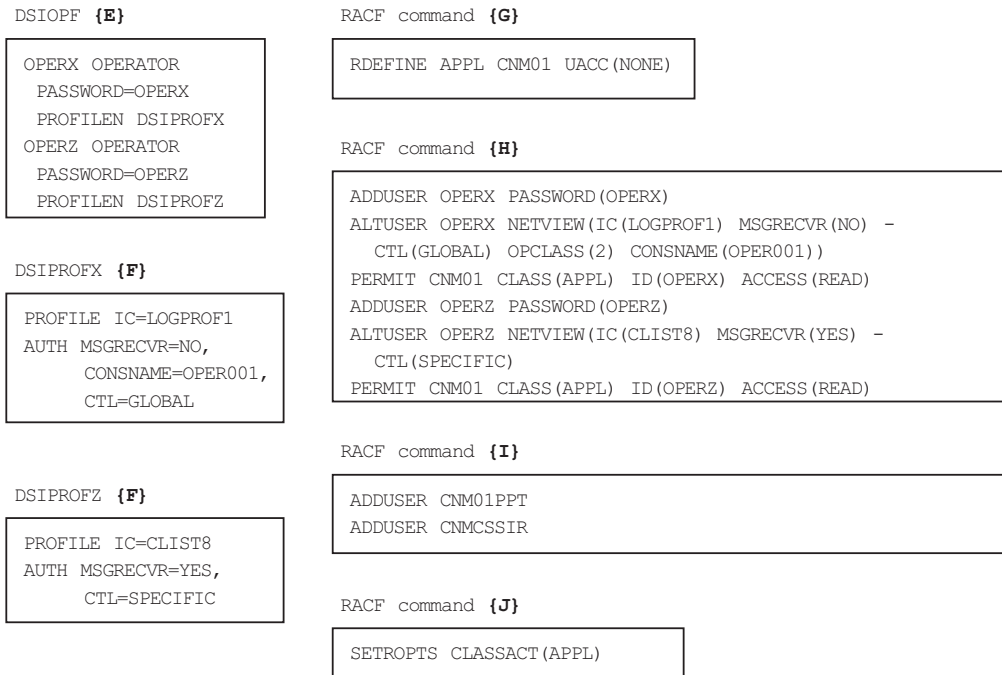 DSIOPF {E}
OPERX OPERATOR
PASSWORD=OPERX
PROFILEN DSIPROFX
OPERZ OPERATOR
PASSWORD=OPERZ
PROFILEN DSIPROFZ
DSIPROFX {F}
PROFILE IC=LOGPROF1
AUTH MSGRECVR=NO,
CONSNAME=OPER001,
CTL=GLOBAL
DSIPROFZ {F}
PROFILE IC=CLIST8
AUTH MSGRECVR=YES,
CTL=SPECIFIC
RACF command {G}
RDEFINE APPL CNM01 UACC(NONE)
RACF command {H}
ADDUSER OPERX PASSWORD(OPERX)
ALTUSER OPERX NETVIEW(IC(LOGPROF1) MSGRECVR(NO) -
CTL(GLOBAL) OPCLASS(2) CONSNAME(OPER001))
PERMIT CNM01 CLASS(APPL) ID(OPERX) ACCESS(READ)
ADDUSER OPERZ PASSWORD(OPERZ)
ALTUSER OPERZ NETVIEW(IC(CLIST8) MSGRECVR(YES) -
CTL(SPECIFIC)
PERMIT CNM01 CLASS(APPL) ID(OPERZ) ACCESS(READ)
RACF command {I}
ADDUSER CNM01PPT
ADDUSER CNMCSSIR
RACF command {J}
SETROPTS CLASSACT(APPL)